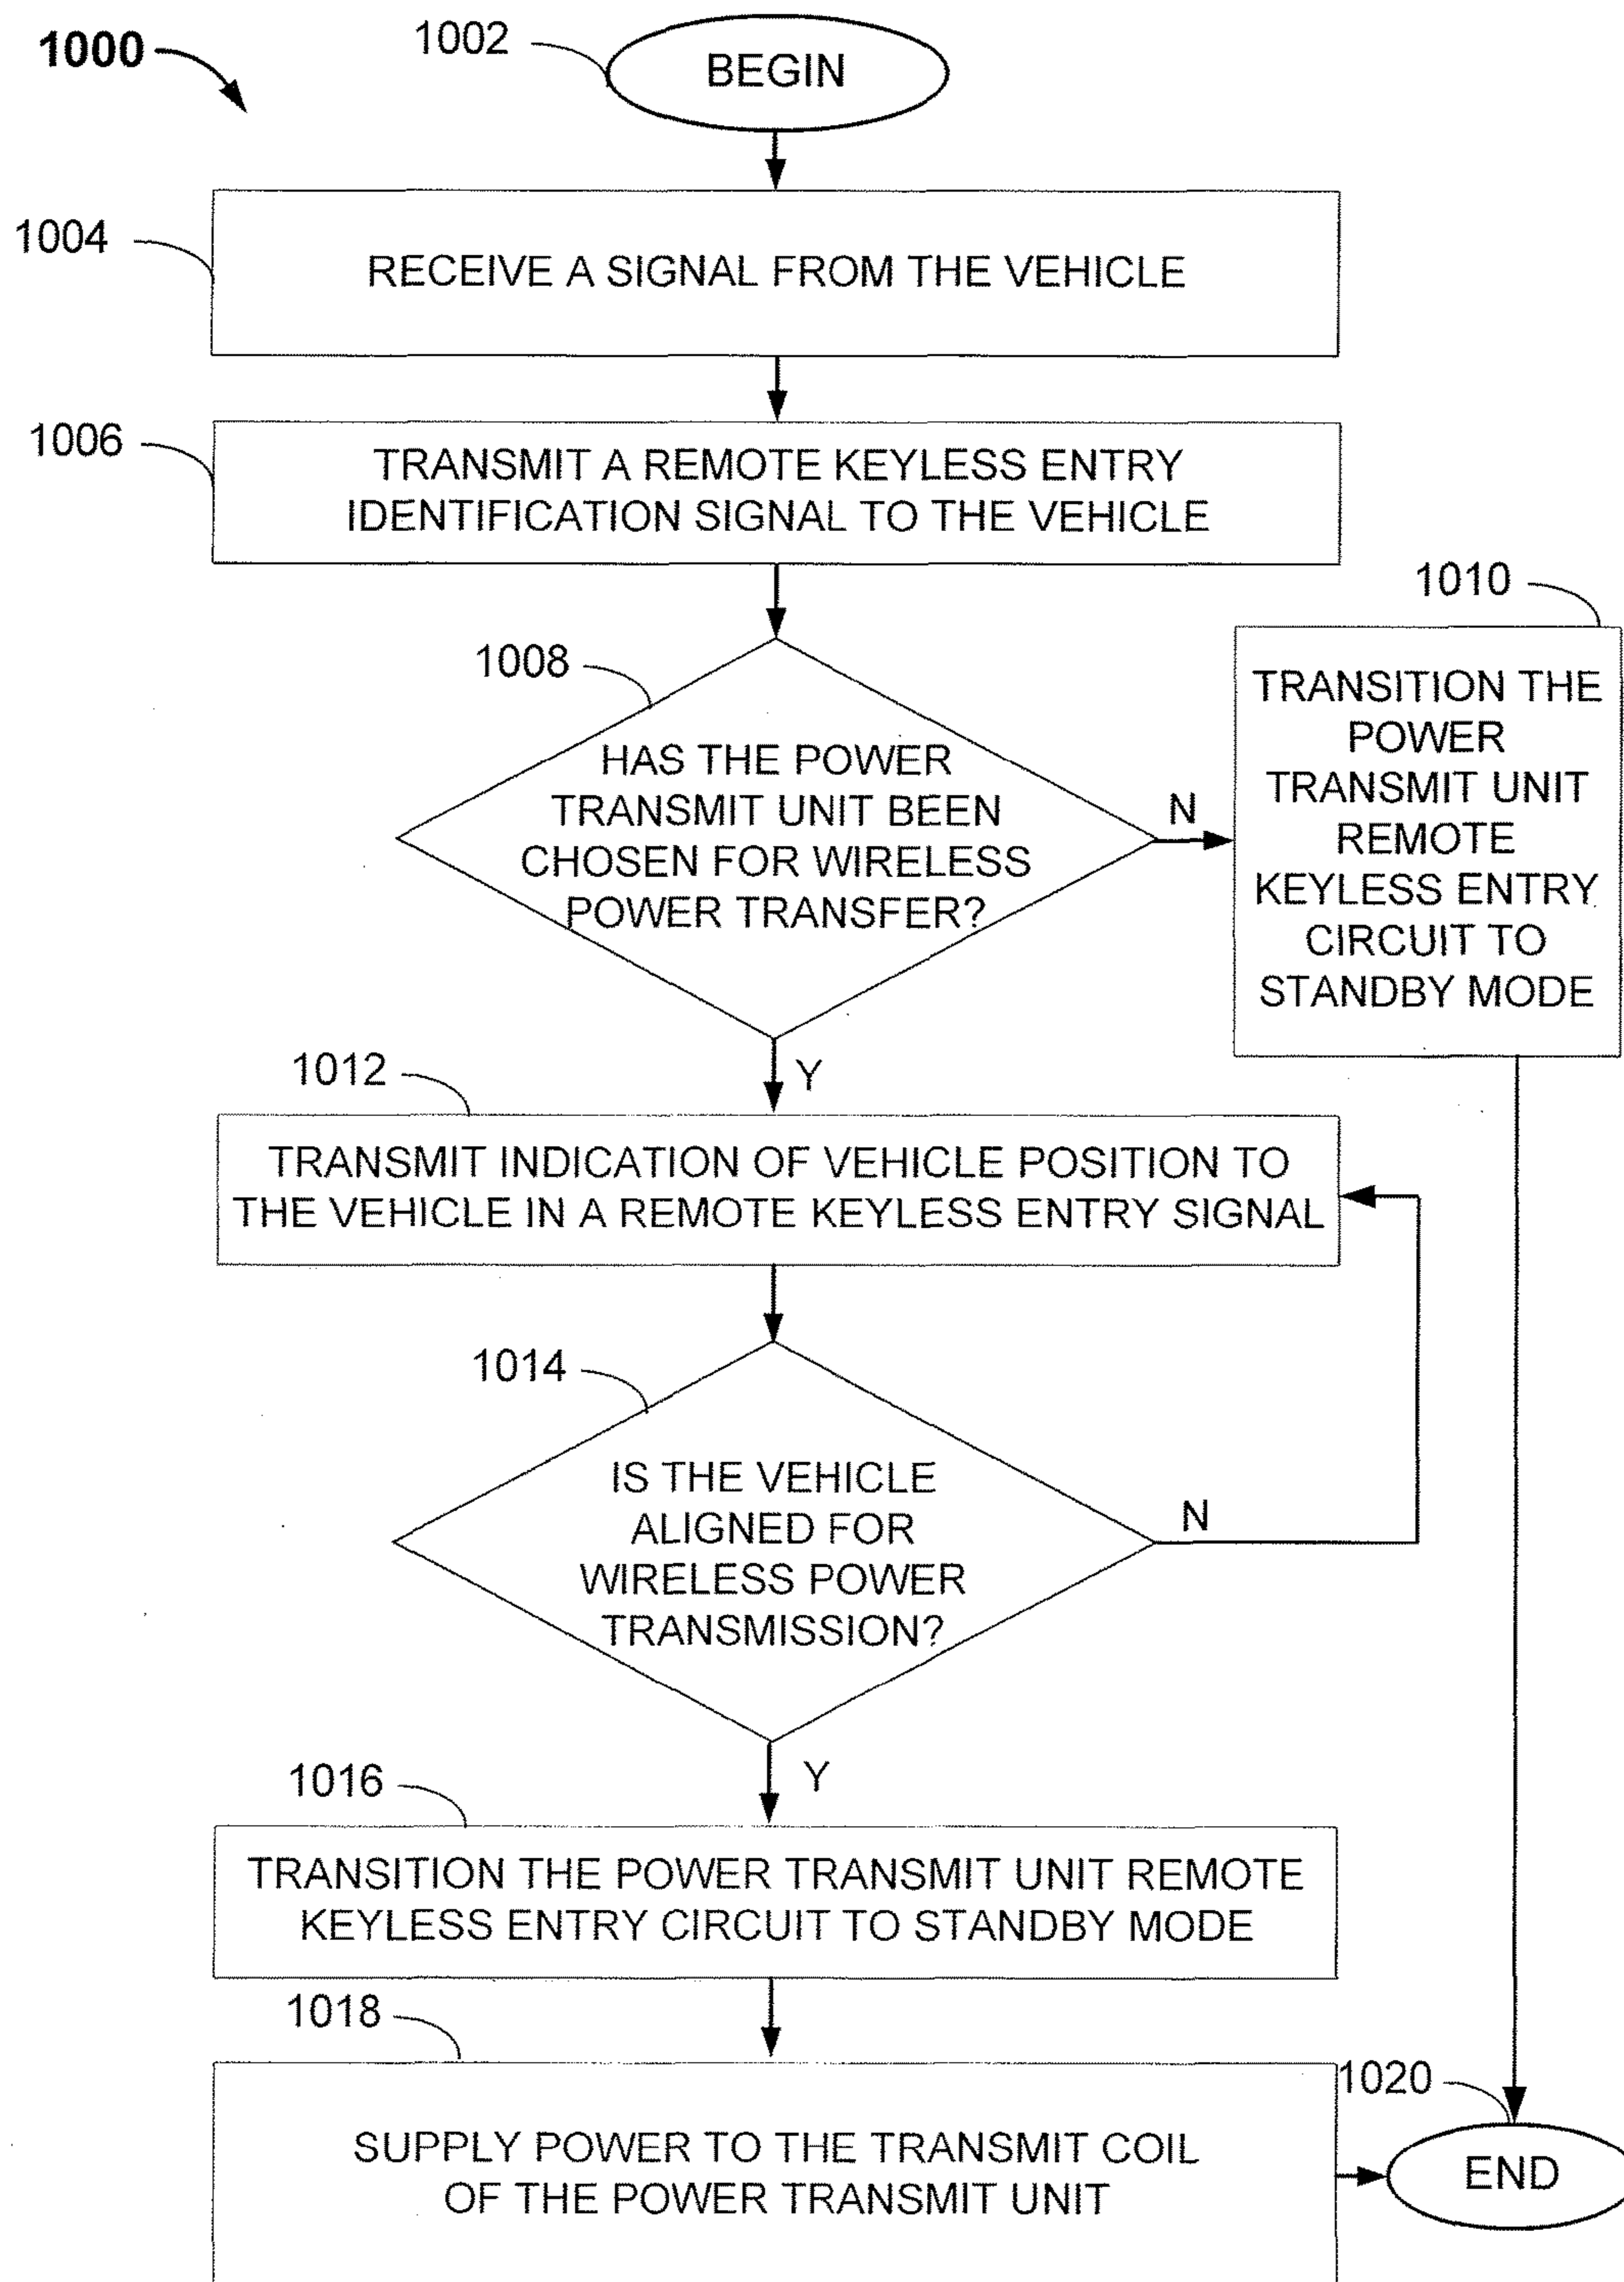 1000
1002
BEGIN
1004
RECEIVE A SIGNAL FROM THE VEHICLE
1006
TRANSMIT A REMOTE KEYLESS ENTRY
IDENTIFICATION SIGNAL TO THE VEHICLE
1008
HAS THE POWER
TRANSMIT UNIT BEEN
CHOSEN FOR WIRELESS
POWER TRANSFER?
N
1010
TRANSITION THE
POWER
TRANSMIT UNIT
REMOTE
KEYLESS ENTRY
CIRCUIT TO
STANDBY MODE
Y
1012
TRANSMIT INDICATION OF VEHICLE POSITION TO
THE VEHICLE IN A REMOTE KEYLESS ENTRY SIGNAL
1014
IS THE VEHICLE
ALIGNED FOR
WIRELESS POWER
TRANSMISSION?
N
Y
1016
TRANSITION THE POWER TRANSMIT UNIT REMOTE
KEYLESS ENTRY CIRCUIT TO STANDBY MODE
1018
SUPPLY POWER TO THE TRANSMIT COIL
OF THE POWER TRANSMIT UNIT
1020
END